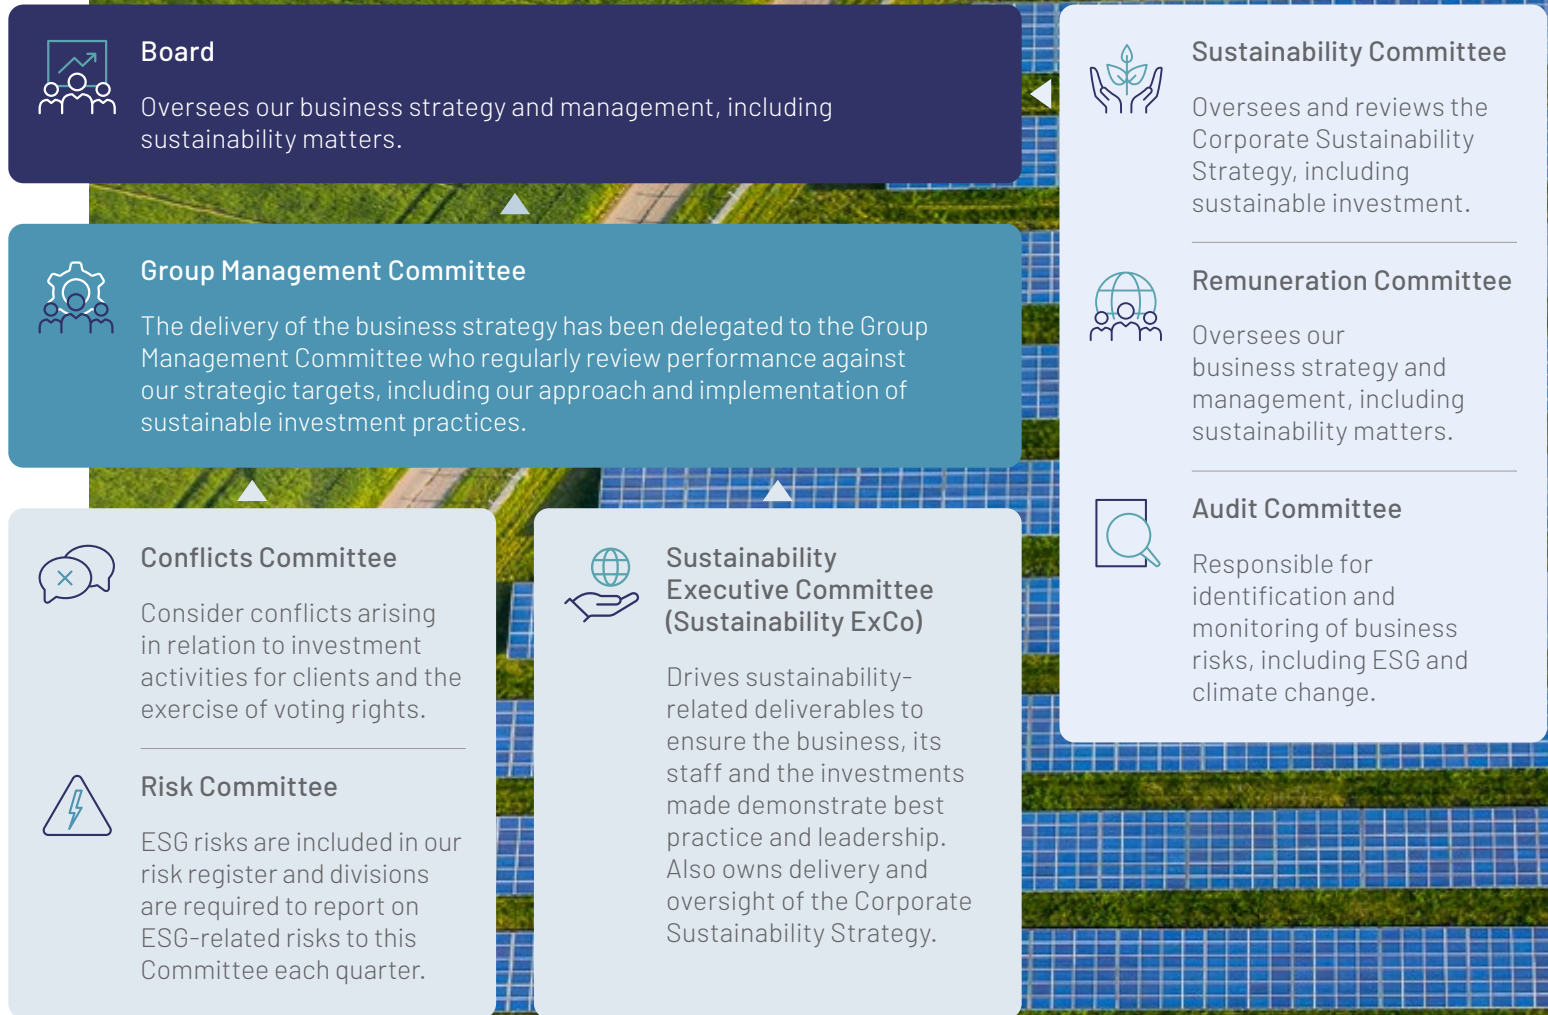 Board
Oversees our business strategy and management, including
sustainability matters.
Group Management Committee
The delivery of the business strategy has been delegated to the Group
Management Committee who regularly review performance against
our strategic targets, including our approach and implementation of
sustainable investment practices.
Conflicts Committee
Consider conflicts arising
in relation to investment
activities for clients and the
exercise of voting rights.
Risk Committee
ESG risks are included in our
risk register and divisions
are required to report on
ESG-related risks to this
Committee each quarter.
Sustainability
Executive Committee
(Sustainability ExCo)
Drives sustainability-
related deliverables to
ensure the business, its
staff and the investments
made demonstrate best
practice and leadership.
Also owns delivery and
oversight of the Corporate
Sustainability Strategy.
Sustainability Committee
Oversees and reviews the
Corporate Sustainability
Strategy, including
sustainable investment.
Remuneration Committee
Oversees our
business strategy and
management, including
sustainability matters.
Audit Committee
Responsible for
identification and
monitoring of business
risks, including ESG and
climate change.